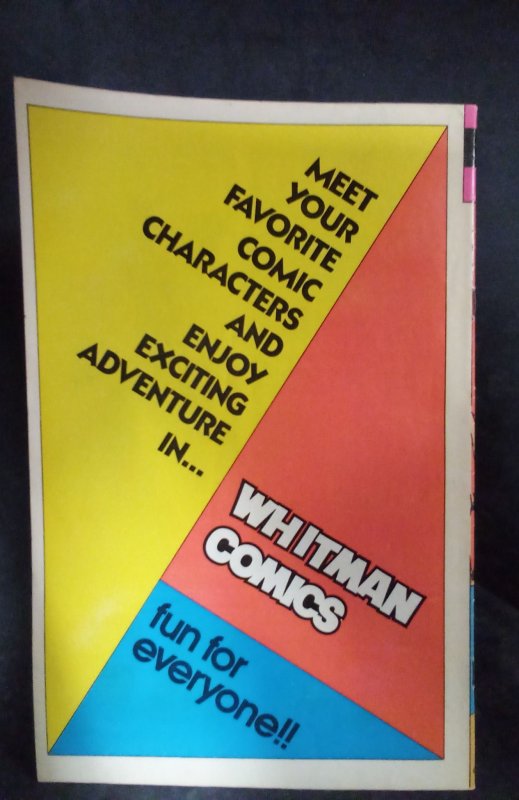 MEET
YOUR
FAVORITE
COMIC
CHARACTERS
AND
ENJOY
EXCITING
ADVENTURE
IN...
WHITMAN
COMICS
fun for
everyone!!